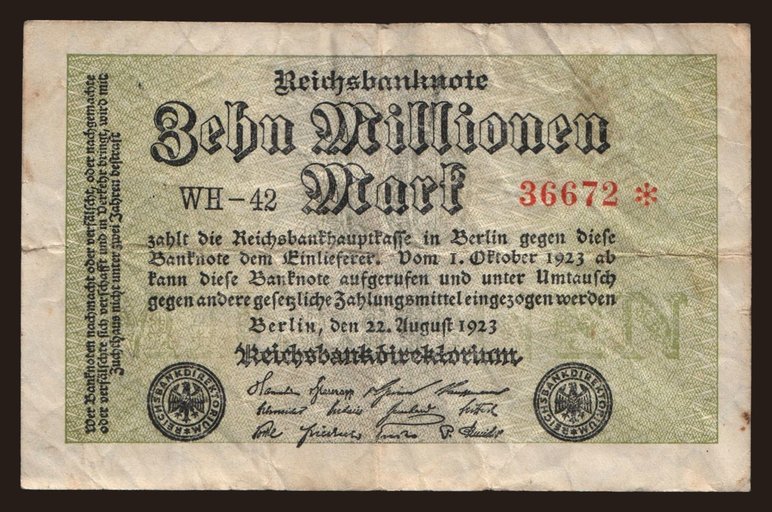 Reichsbanknote
Zehn Millionen
Mark
WH-42
36672 *
zahlt die Reichsbankhauptkasse in Berlin gegen diese
Banknote dem Einlieferer. Vom 1. Oktober 1923 ab
kann diese Banknote aufgerufen und unter Umtausch
gegen andere gesetzliche Zahlungsmittel eingezogen werden
Berlin, den 22. August 1923
Reichsbankdirektorium
REICHSBANKDIREKTORIUM
REICHSBANKDIREKTORIUM
Wer Banknoten nachmacht oder verfälscht, oder nachgemachte
oder verfälschte sich verschafft und in Verkehr bringt, wird mit
Zuchthaus nicht unter zwei Jahren bestraft